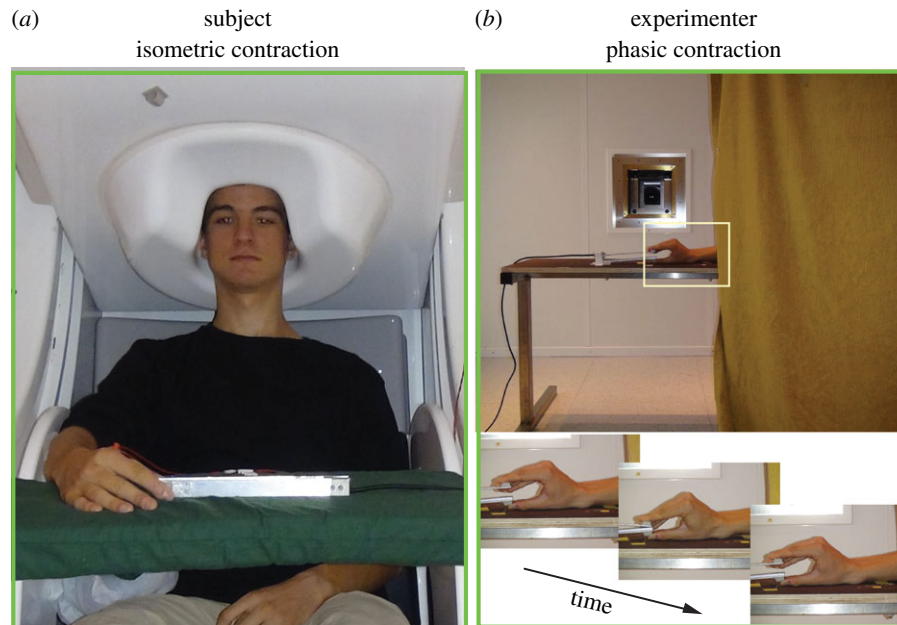 (a) subject
isometric contraction
(b) experimenter
phasic contraction
time